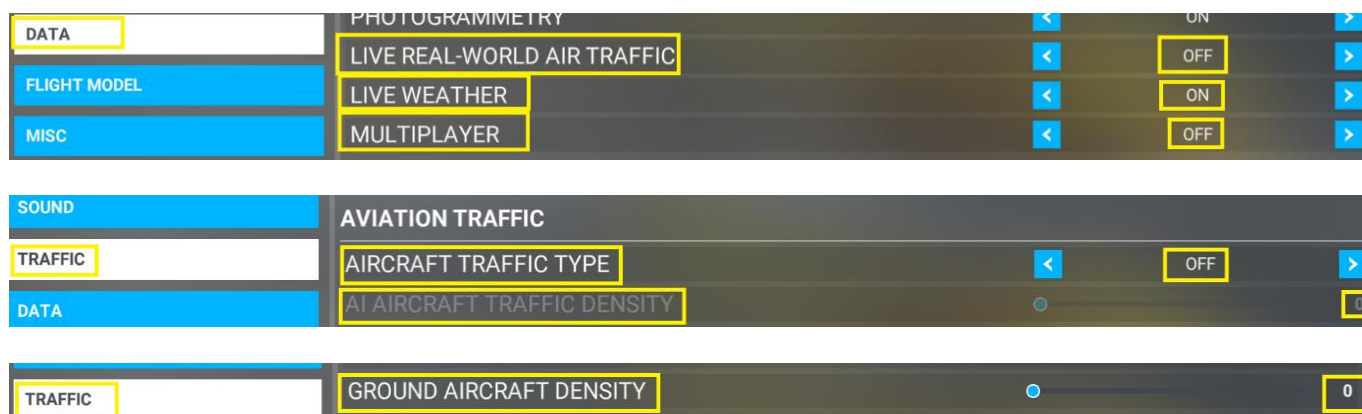 DATA
PHOTOGRAMMETRY ON
LIVE REAL-WORLD AIR TRAFFIC OFF
FLIGHT MODEL
LIVE WEATHER ON
MISC
MULTIPLAYER OFF
SOUND
AVIATION TRAFFIC
TRAFFIC
AIRCRAFT TRAFFIC TYPE OFF
DATA
AI AIRCRAFT TRAFFIC DENSITY 0
TRAFFIC
GROUND AIRCRAFT DENSITY 0